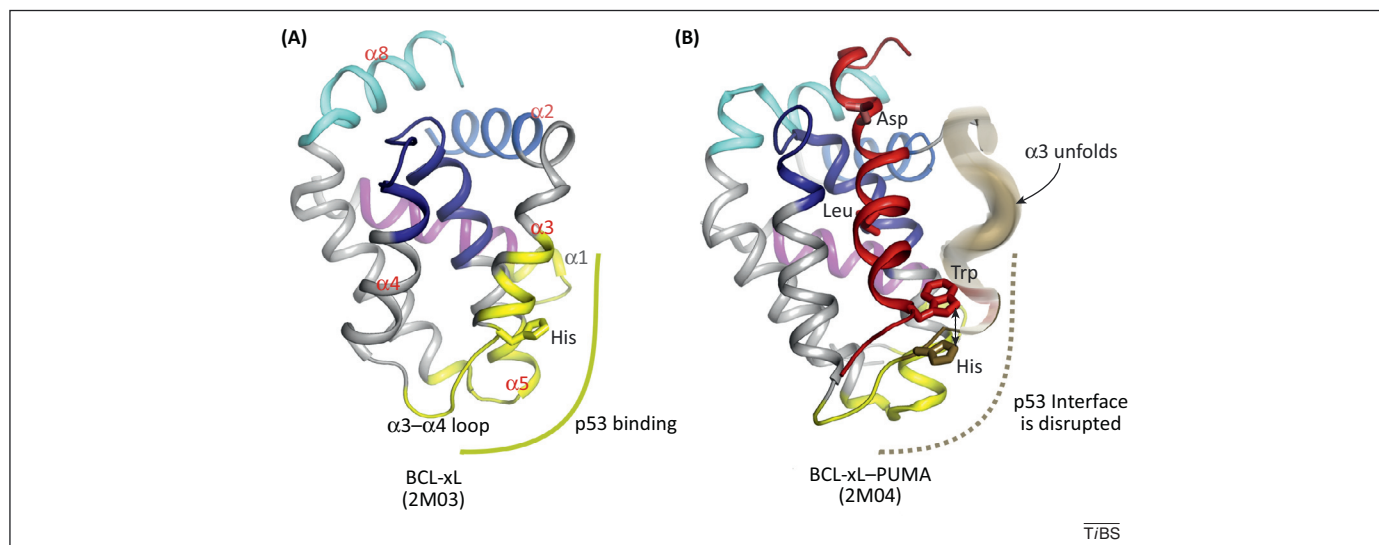 (A)
α8
α2
α3
α1
α4
His
α5
α3–α4 loop
p53 binding
BCL-xL
(2M03)
(B)
Asp
α3 unfolds
Leu
Trp
His
p53 Interface
is disrupted
BCL-xL–PUMA
(2M04)
TiBS